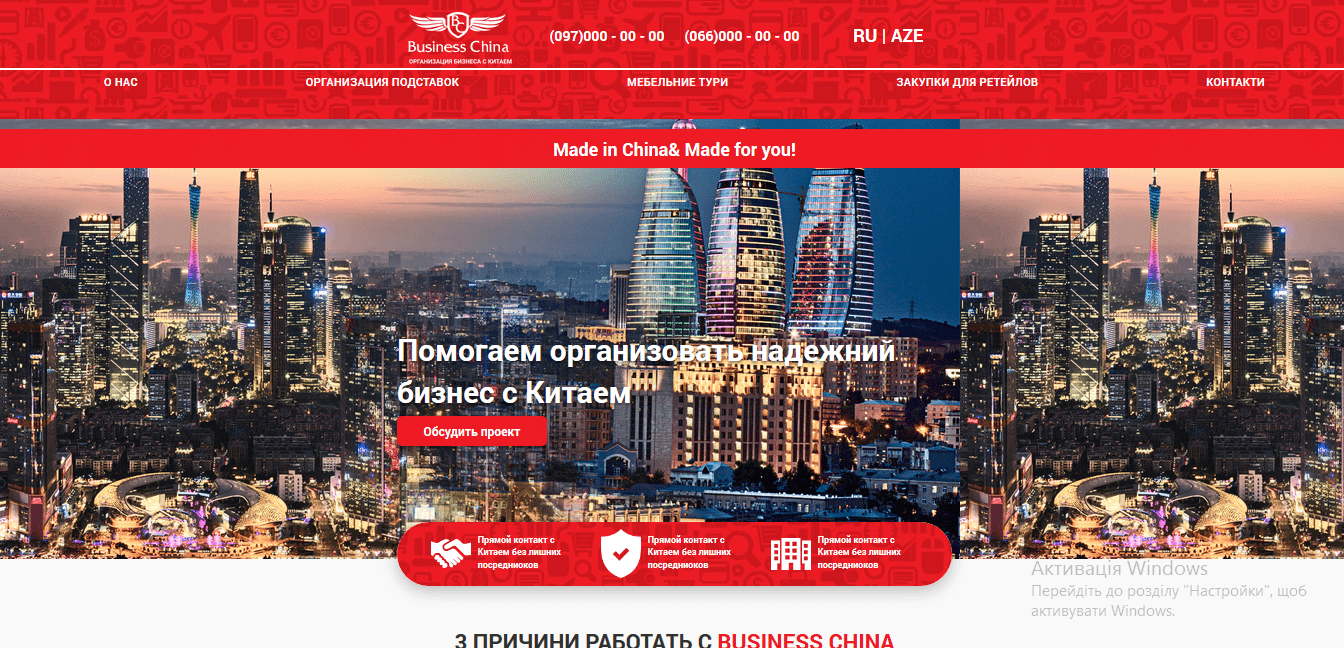 BC
Business China
ОРГАНИЗАЦИЯ БИЗНЕСА С КИТАЕМ
(097)000 - 00 - 00 (066)000 - 00 - 00 RU | AZE
О НАС ОРГАНИЗАЦИЯ ПОДСТАВОК МЕБЕЛЬНИЕ ТУРИ ЗАКУПКИ ДЛЯ РЕТЕЙЛОВ КОНТАКТИ
Made in China& Made for you!
Помогаем организовать надежний
бизнес с Китаем
Обсудить проект
Прямой контакт с
Китаем без лишних
посредниоков
Прямой контакт с
Китаем без лишних
посредниоков
Прямой контакт с
Китаем без лишних
посредниоков
Активація Windows
Перейдіть до розділу "Настройки", щоб
активувати Windows.
3 ПРИЧИНИ РАБОТАТЬ С BUSINESS CHINA